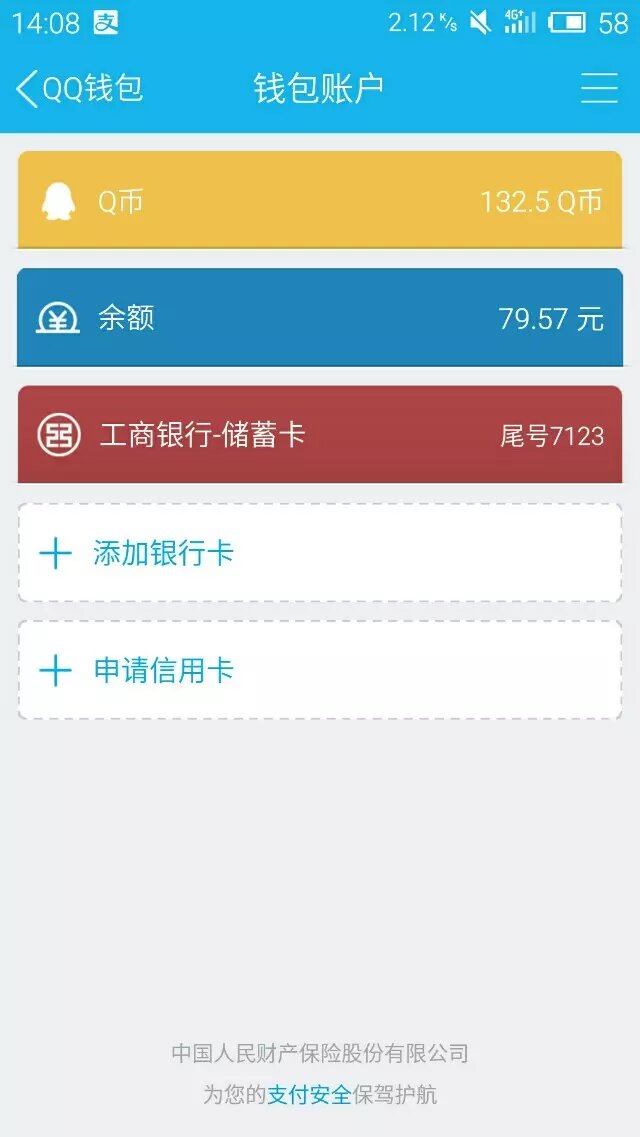 14:08 支 2.12 K/s 4G+ 58
QQ钱包 钱包账户
Q币 132.5 Q币
余额 79.57 元
工商银行-储蓄卡 尾号7123
添加银行卡
申请信用卡
中国人民财产保险股份有限公司
为您的支付安全保驾护航